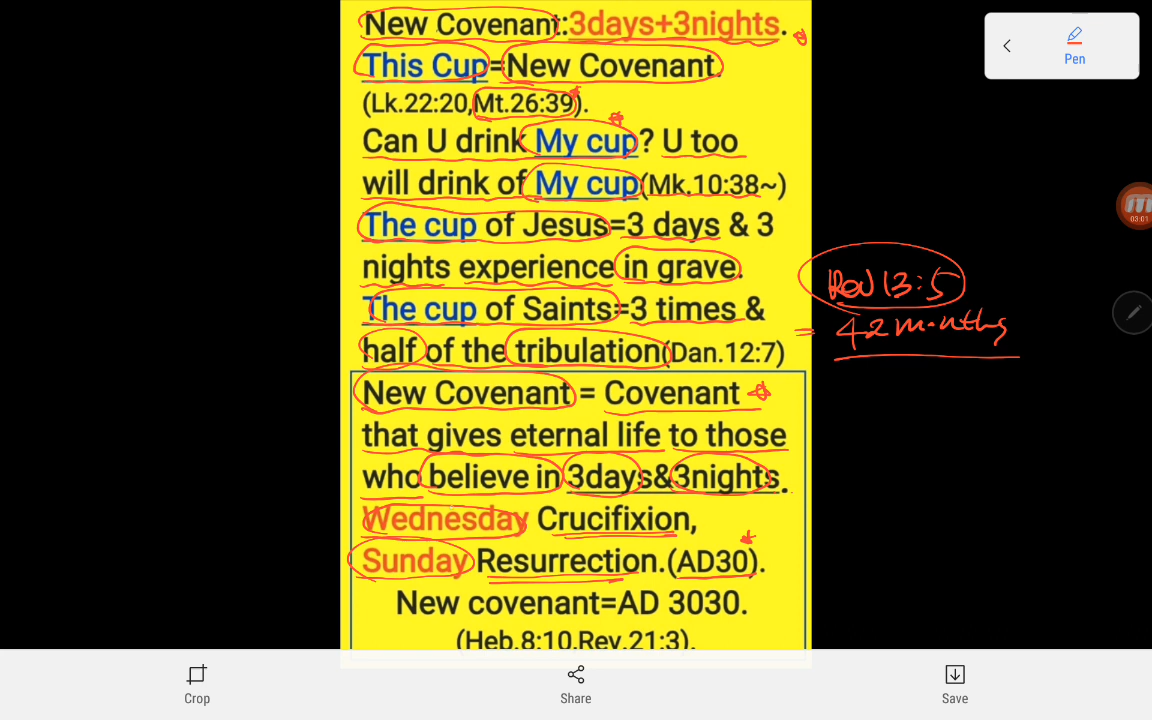 New Covenant::3days+3nights.
This Cup=New Covenant.
(Lk.22:20,Mt.26:39).
Can U drink My cup? U too
will drink of My cup(Mk.10:38~)
The cup of Jesus=3 days & 3
nights experience in grave.
The cup of Saints=3 times &
half of the tribulation(Dan.12:7)
New Covenant = Covenant
that gives eternal life to those
who believe in 3days&3nights.
Wednesday Crucifixion,
Sunday Resurrection.(AD30).
New covenant=AD 3030.
(Heb.8:10,Rev.21:3).
Rev 13:5
= 42 months
Pen
03:01
Crop
Share
Save